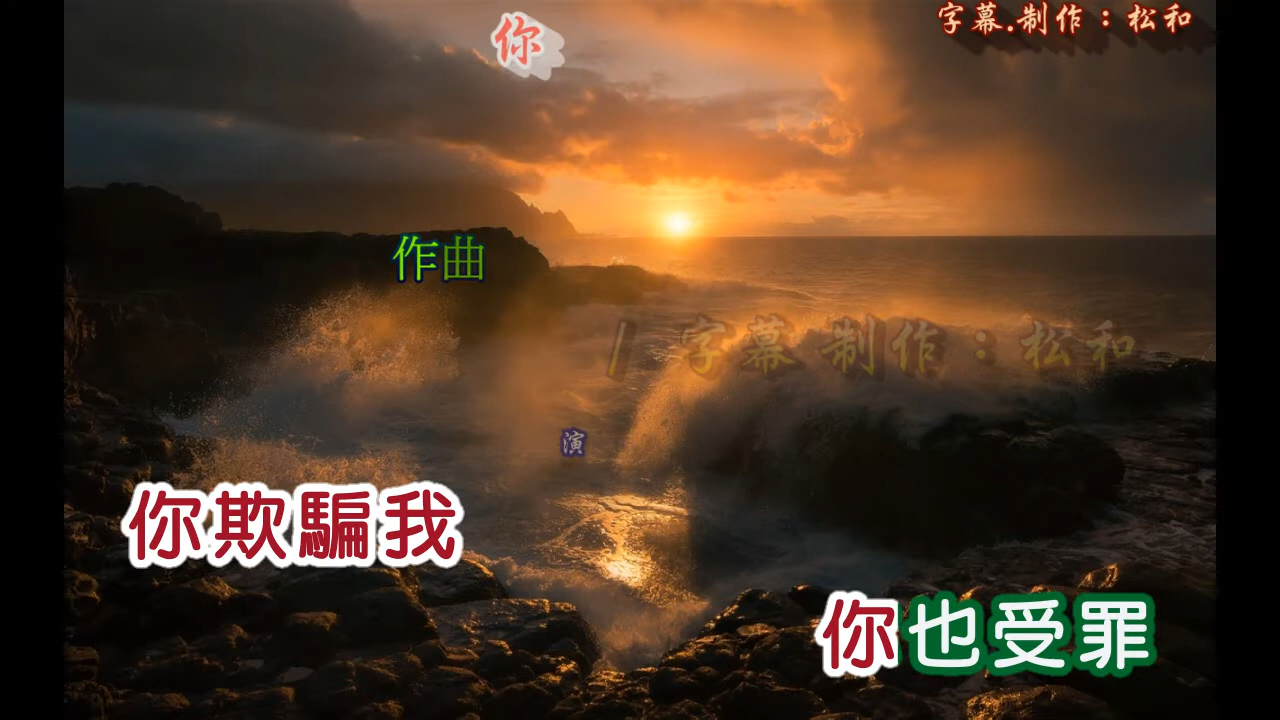 你
字幕.制作：松和
作曲
/ 字幕 制作：松和
演
你欺騙我
你也受罪